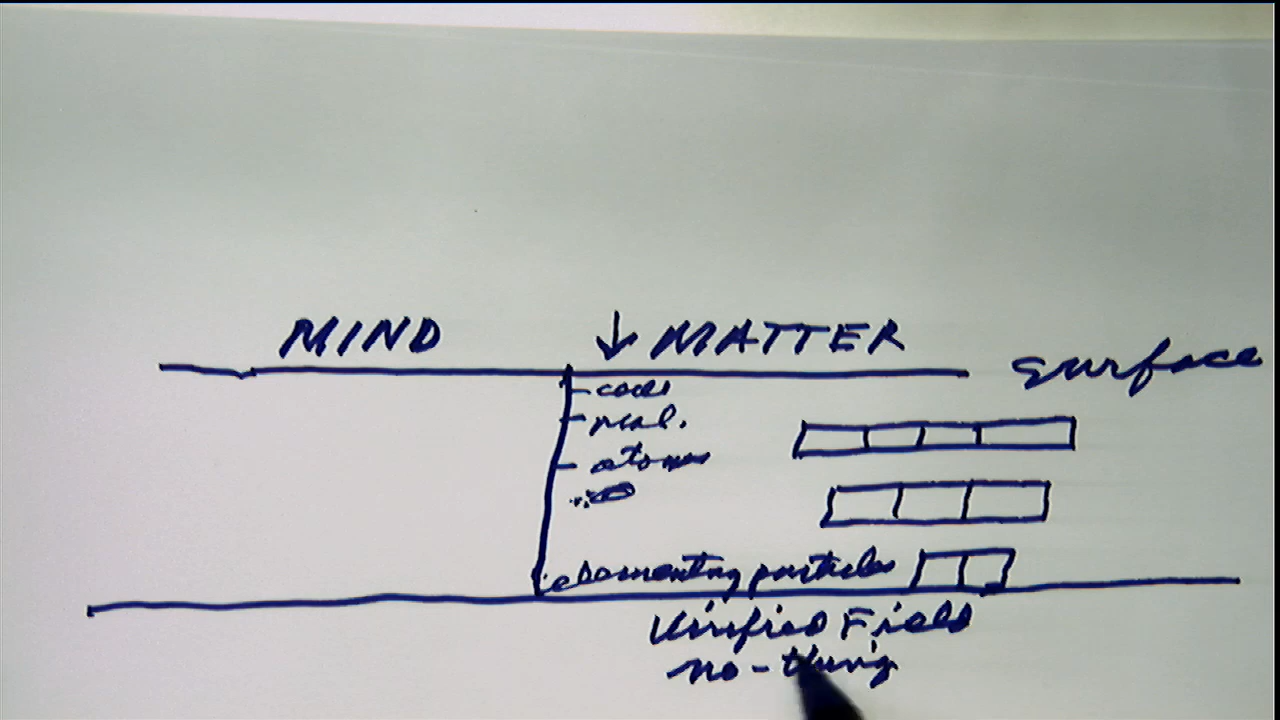 MIND ↓ MATTER
surface
cells
mol.
atoms
elementary particles
Unified Field
no-thing